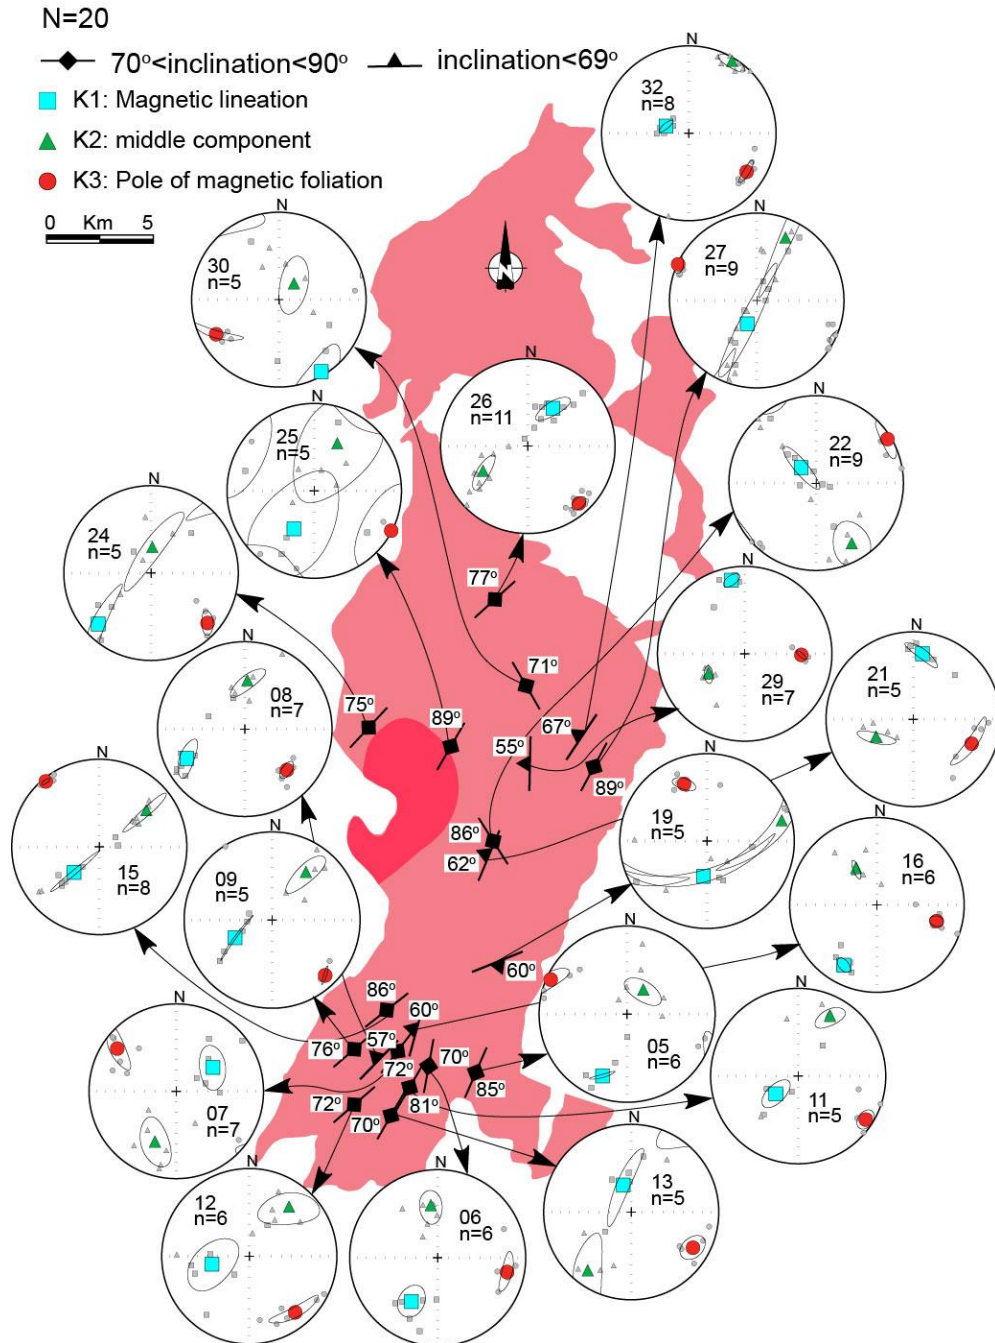 N=20
70°<inclination<90°
inclination<69°
K1: Magnetic lineation
K2: middle component
K3: Pole of magnetic foliation
0 Km 5
N
N
32
n=8
N
30
n=5
N
27
n=9
N
26
n=11
N
25
n=5
N
22
n=9
N
24
n=5
77°
N
29
n=7
71°
N
21
n=5
N
08
n=7
75°
89°
67°
55°
89°
N
19
n=5
N
15
n=8
86°
62°
N
16
n=6
N
09
n=5
60°
N
05
n=6
86°
60°
76°
57°
72°
70°
85°
N
11
n=5
N
07
n=7
72°
81°
70°
N
13
n=5
N
12
n=6
N
06
n=6